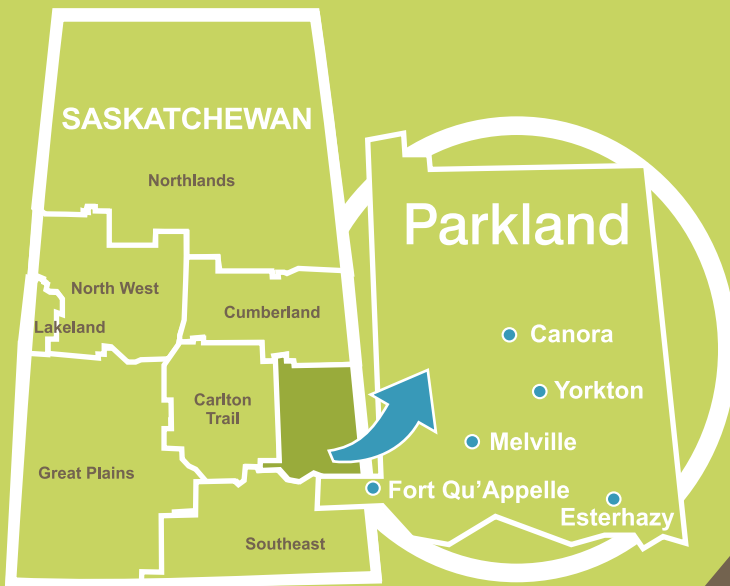 SASKATCHEWAN
Northlands
North West
Lakeland
Cumberland
Carlton
Trail
Great Plains
Southeast
Parkland
Canora
Yorkton
Melville
Fort Qu’Appelle
Esterhazy